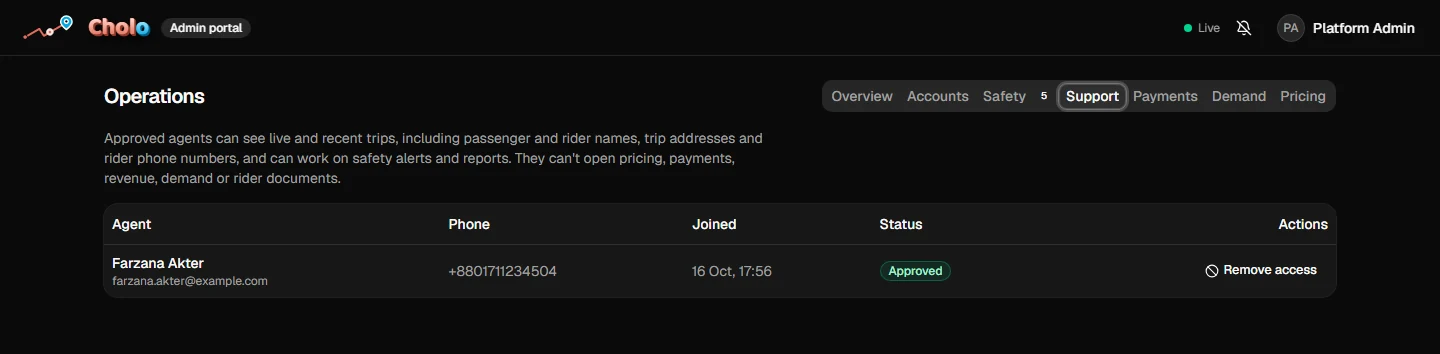 Cholo Admin portal Live PA Platform Admin
Operations Overview Accounts Safety 5 Support Payments Demand Pricing
Approved agents can see live and recent trips, including passenger and rider names, trip addresses and
rider phone numbers, and can work on safety alerts and reports. They can't open pricing, payments,
revenue, demand or rider documents.
Agent Phone Joined Status Actions
Farzana Akter
farzana.akter@example.com
+8801711234504 16 Oct, 17:56 Approved Remove access